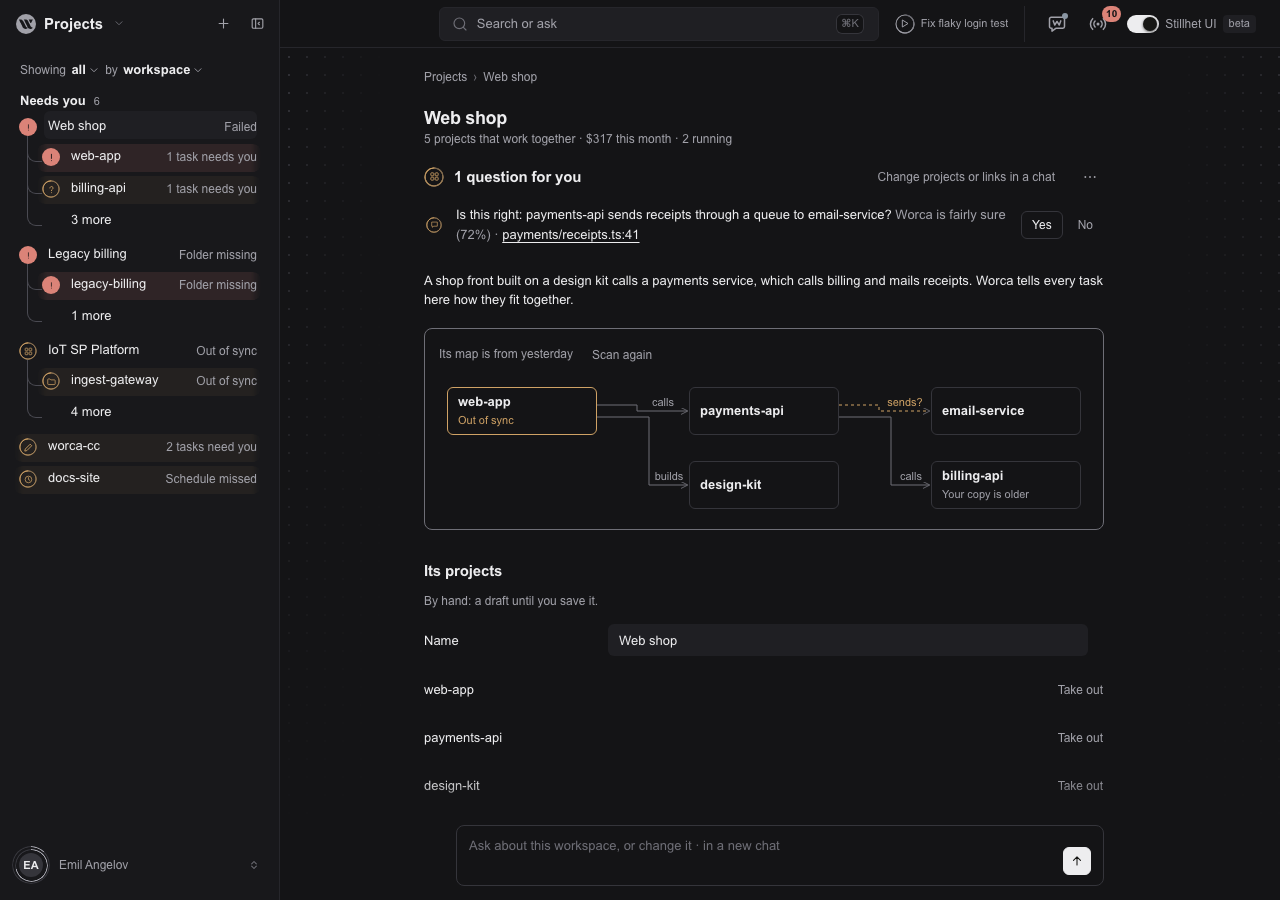 Projects
Search or ask
⌘K
Fix flaky login test
10
Stillhet UI
beta
Showing all by workspace
Needs you 6
Web shop Failed
web-app 1 task needs you
billing-api 1 task needs you
3 more
Legacy billing Folder missing
legacy-billing Folder missing
1 more
IoT SP Platform Out of sync
ingest-gateway Out of sync
4 more
worca-cc 2 tasks need you
docs-site Schedule missed
EA
Emil Angelov
Projects › Web shop
Web shop
5 projects that work together · $317 this month · 2 running
1 question for you
Change projects or links in a chat
Is this right: payments-api sends receipts through a queue to email-service? Worca is fairly sure
(72%) · payments/receipts.ts:41
Yes
No
A shop front built on a design kit calls a payments service, which calls billing and mails receipts. Worca tells every task
here how they fit together.
Its map is from yesterday
Scan again
web-app
Out of sync
calls
payments-api
sends?
email-service
builds
design-kit
calls
billing-api
Your copy is older
Its projects
By hand: a draft until you save it.
Name
Web shop
web-app Take out
payments-api Take out
design-kit Take out
Ask about this workspace, or change it · in a new chat